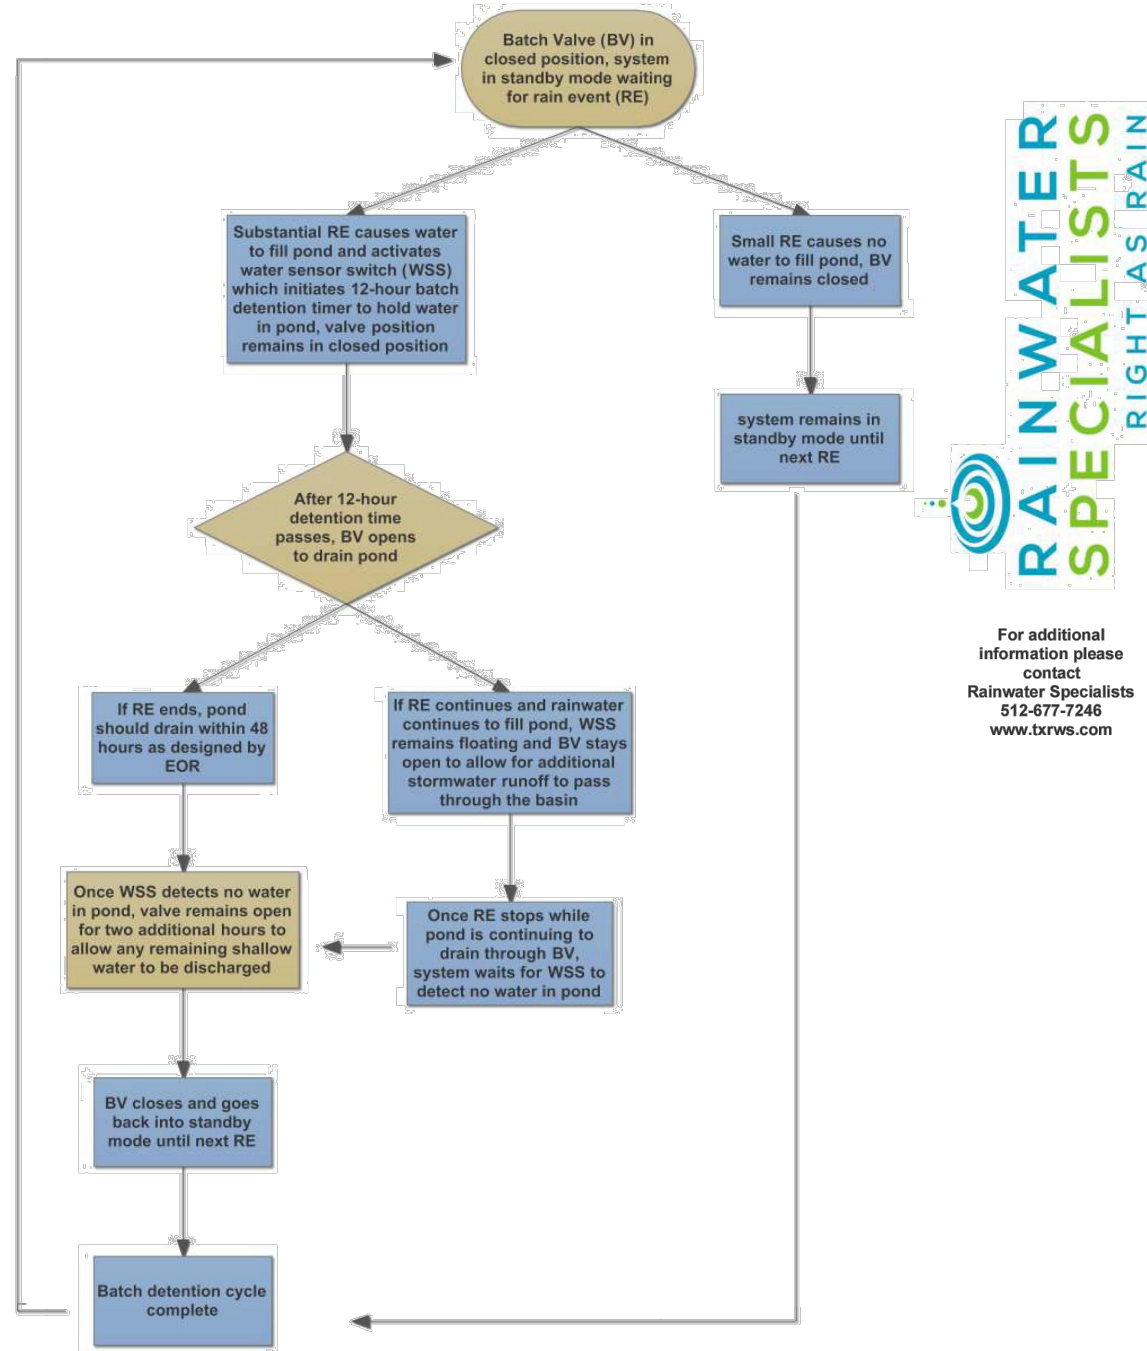 Batch Valve (BV) in
closed position, system
in standby mode waiting
for rain event (RE)
Substantial RE causes water
to fill pond and activates
water sensor switch (WSS)
which initiates 12-hour batch
detention timer to hold water
in pond, valve position
remains in closed position
Small RE causes no
water to fill pond, BV
remains closed
system remains in
standby mode until
next RE
After 12-hour
detention time
passes, BV opens
to drain pond
If RE ends, pond
should drain within 48
hours as designed by
EOR
If RE continues and rainwater
continues to fill pond, WSS
remains floating and BV stays
open to allow for additional
stormwater runoff to pass
through the basin
Once WSS detects no water
in pond, valve remains open
for two additional hours to
allow any remaining shallow
water to be discharged
Once RE stops while
pond is continuing to
drain through BV,
system waits for WSS to
detect no water in pond
BV closes and goes
back into standby
mode until next RE
Batch detention cycle
complete
RAINWATER
SPECIALISTS
RIGHT AS RAIN
For additional
information please
contact
Rainwater Specialists
512-677-7246
www.txrws.com